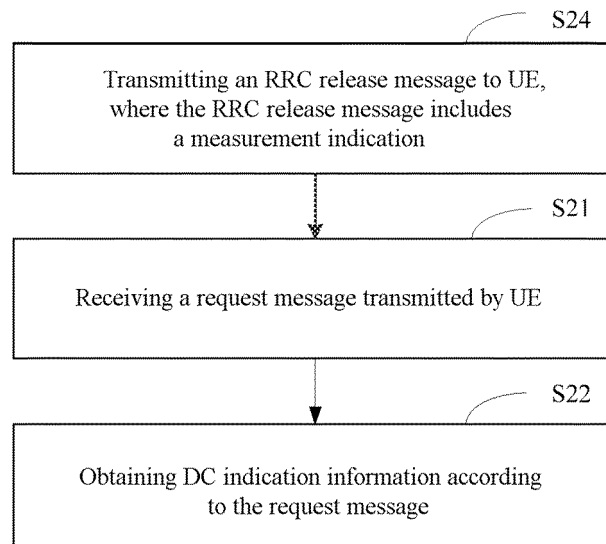 S24
Transmitting an RRC release message to UE,
where the RRC release message includes
a measurement indication
S21
Receiving a request message transmitted by UE
S22
Obtaining DC indication information according
to the request message